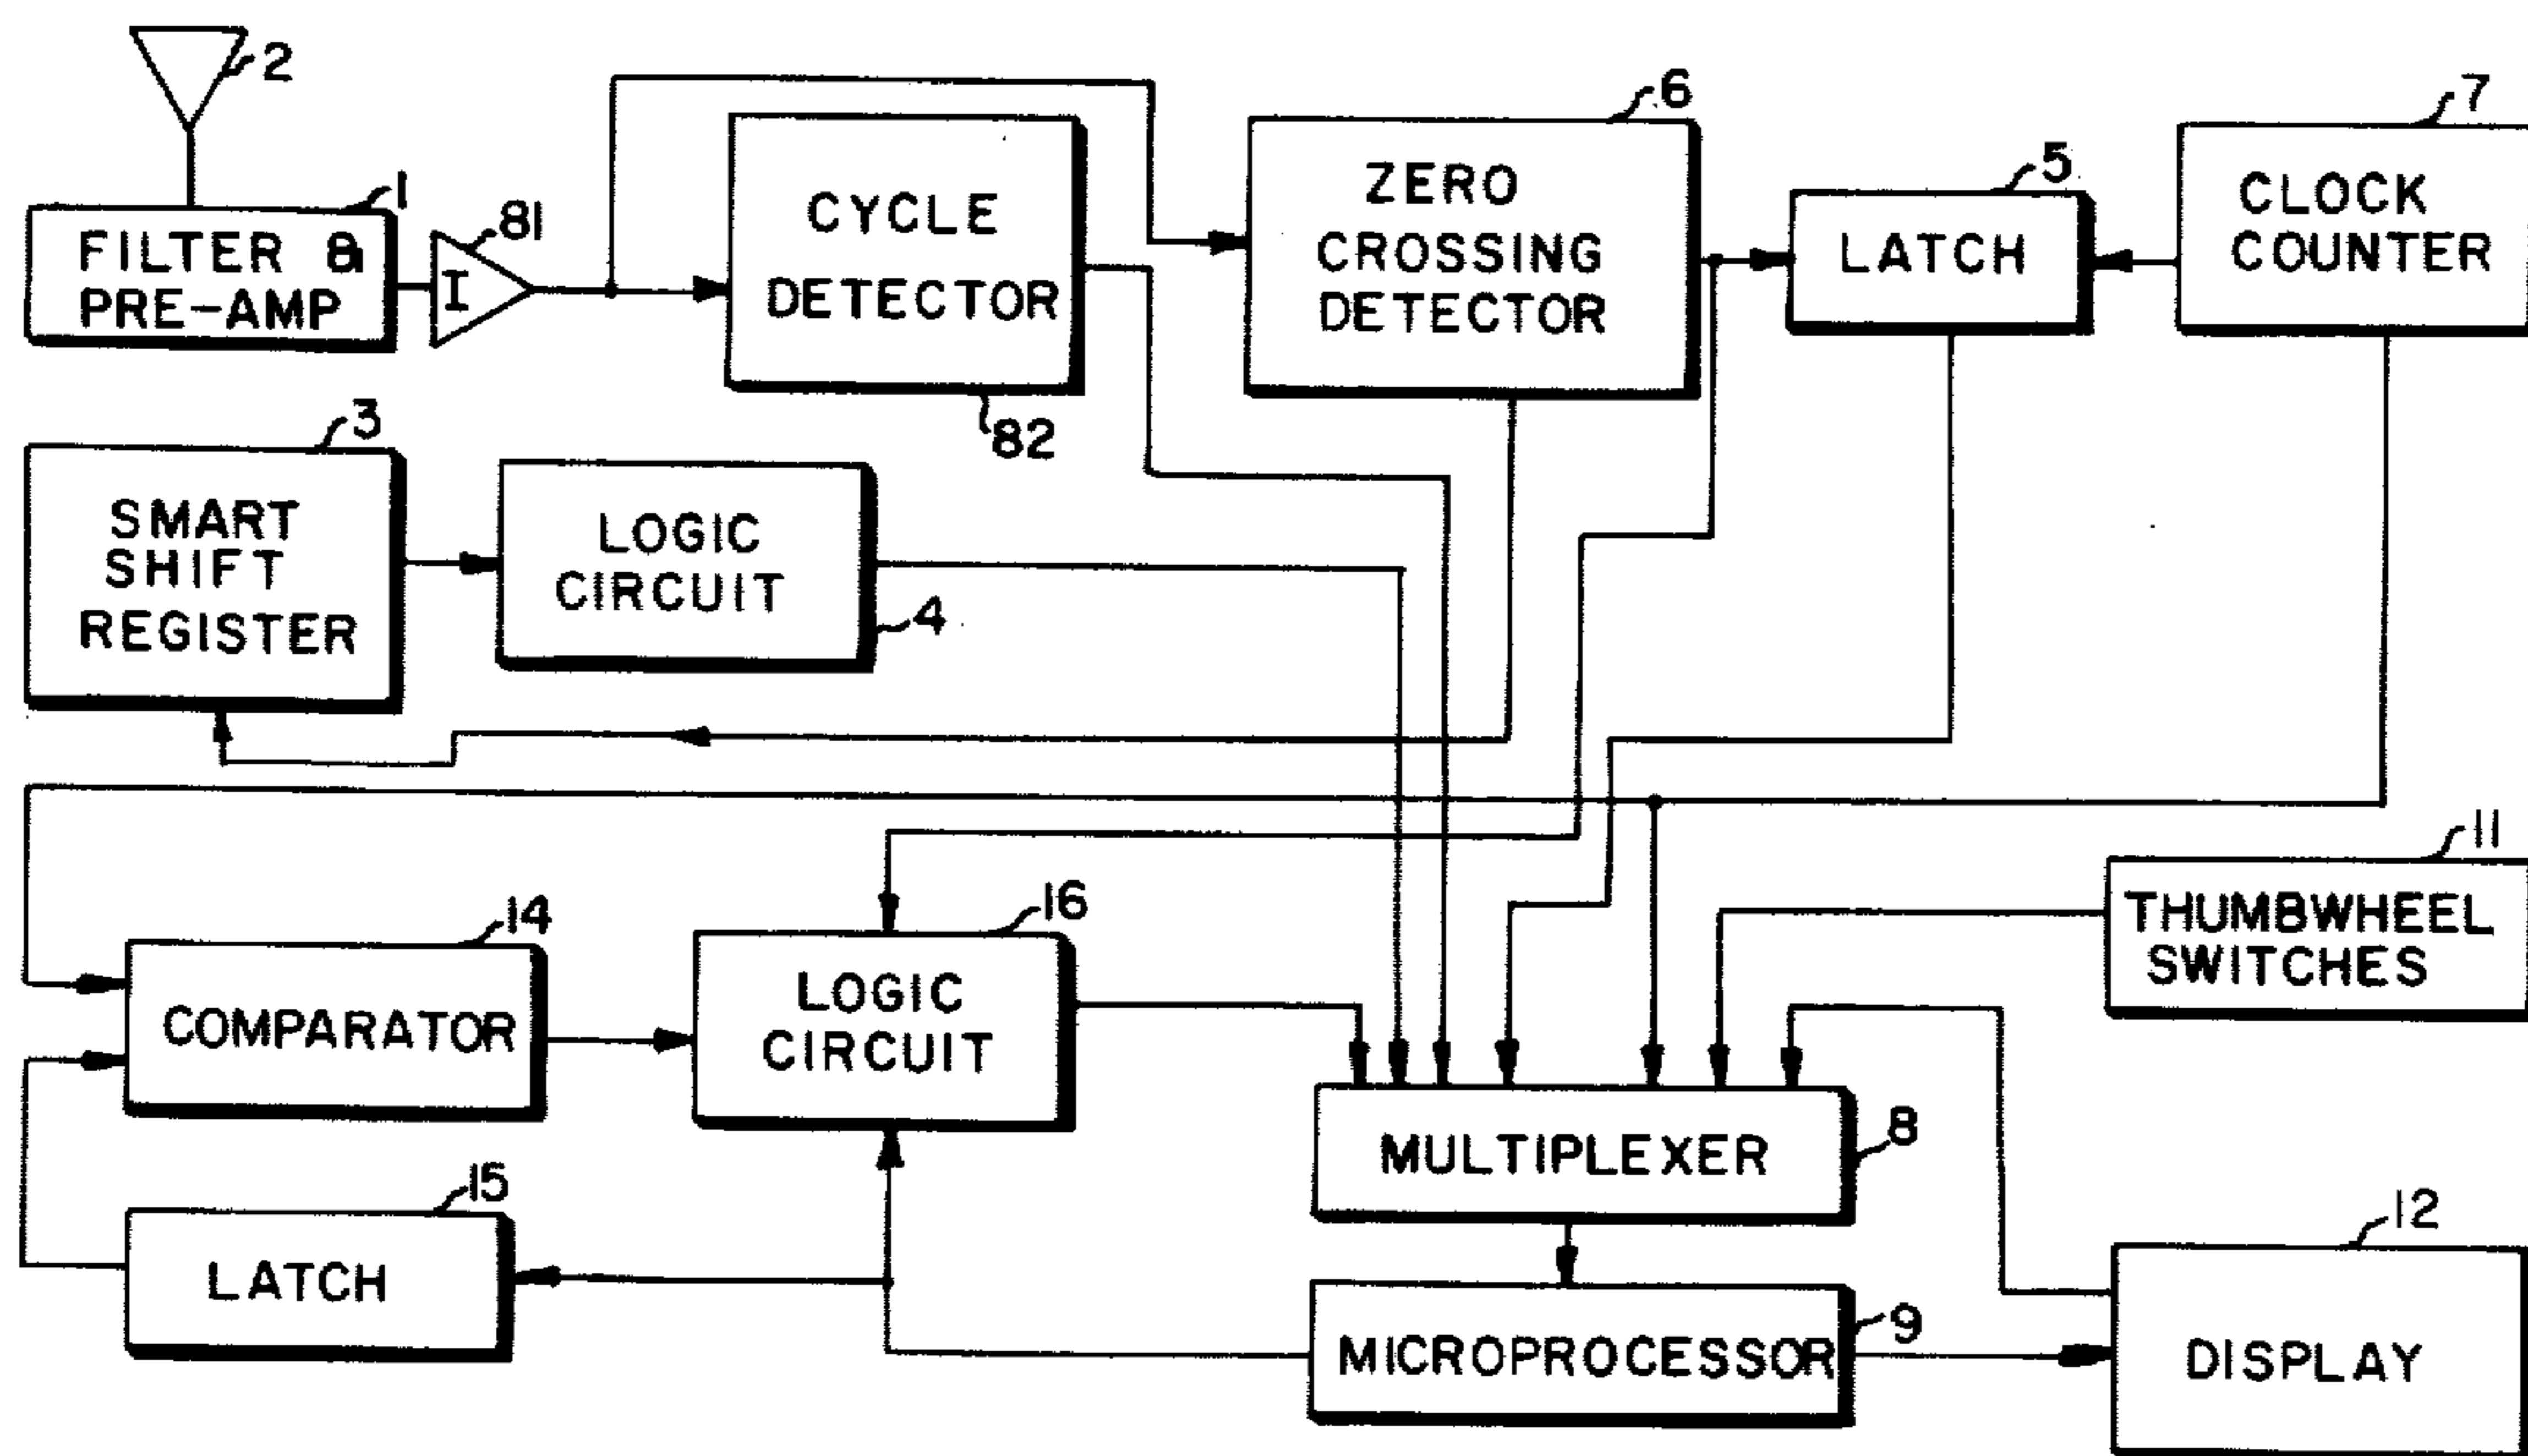 2
1
FILTER &
PRE-AMP
81
I
CYCLE
DETECTOR
82
6
ZERO
CROSSING
DETECTOR
5
LATCH
7
CLOCK
COUNTER
3
SMART
SHIFT
REGISTER
LOGIC
CIRCUIT
4
11
THUMBWHEEL
SWITCHES
14
COMPARATOR
16
LOGIC
CIRCUIT
MULTIPLEXER
8
15
LATCH
MICROPROCESSOR
9
12
DISPLAY